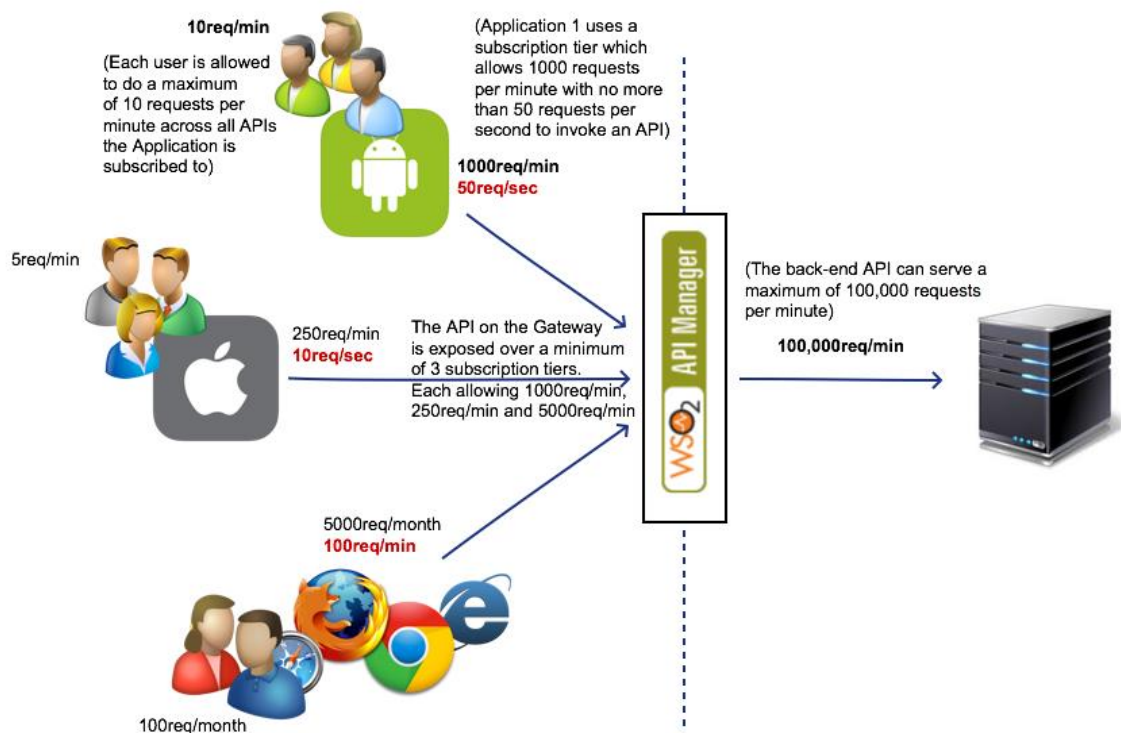 10req/min
(Each user is allowed
to do a maximum
of 10 requests per
minute across all APIs
the Application is
subscribed to)
(Application 1 uses a
subscription tier which
allows 1000 requests
per minute with no more
than 50 requests per
second to invoke an API)
1000req/min
50req/sec
5req/min
250req/min
10req/sec
The API on the Gateway
is exposed over a minimum
of 3 subscription tiers.
Each allowing 1000req/min,
250req/min and 5000req/min
WSO2 API Manager
(The back-end API can serve a
maximum of 100,000 requests
per minute)
100,000req/min
5000req/month
100req/min
100req/month